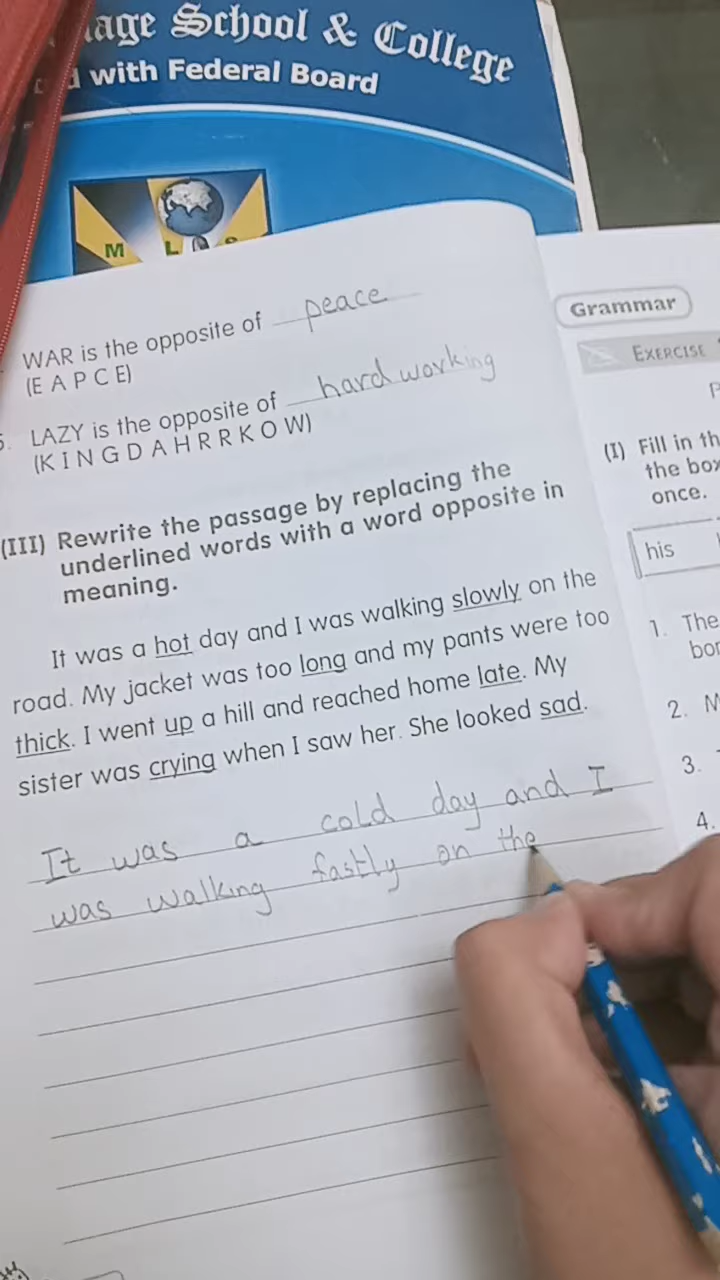 age School & College
d with Federal Board
M L S
WAR is the opposite of peace
(E A P C E)
5. LAZY is the opposite of hardworking
(K I N G D A H R R K O W)
(III) Rewrite the passage by replacing the
underlined words with a word opposite in
meaning.
It was a hot day and I was walking slowly on the
road. My jacket was too long and my pants were too
thick. I went up a hill and reached home late. My
sister was crying when I saw her. She looked sad.
It was a cold day and I
was walking fastly on the
Grammar
EXERCISE
(I) Fill in th
the box
once.
his
1. The
bor
2. M
3.
4.